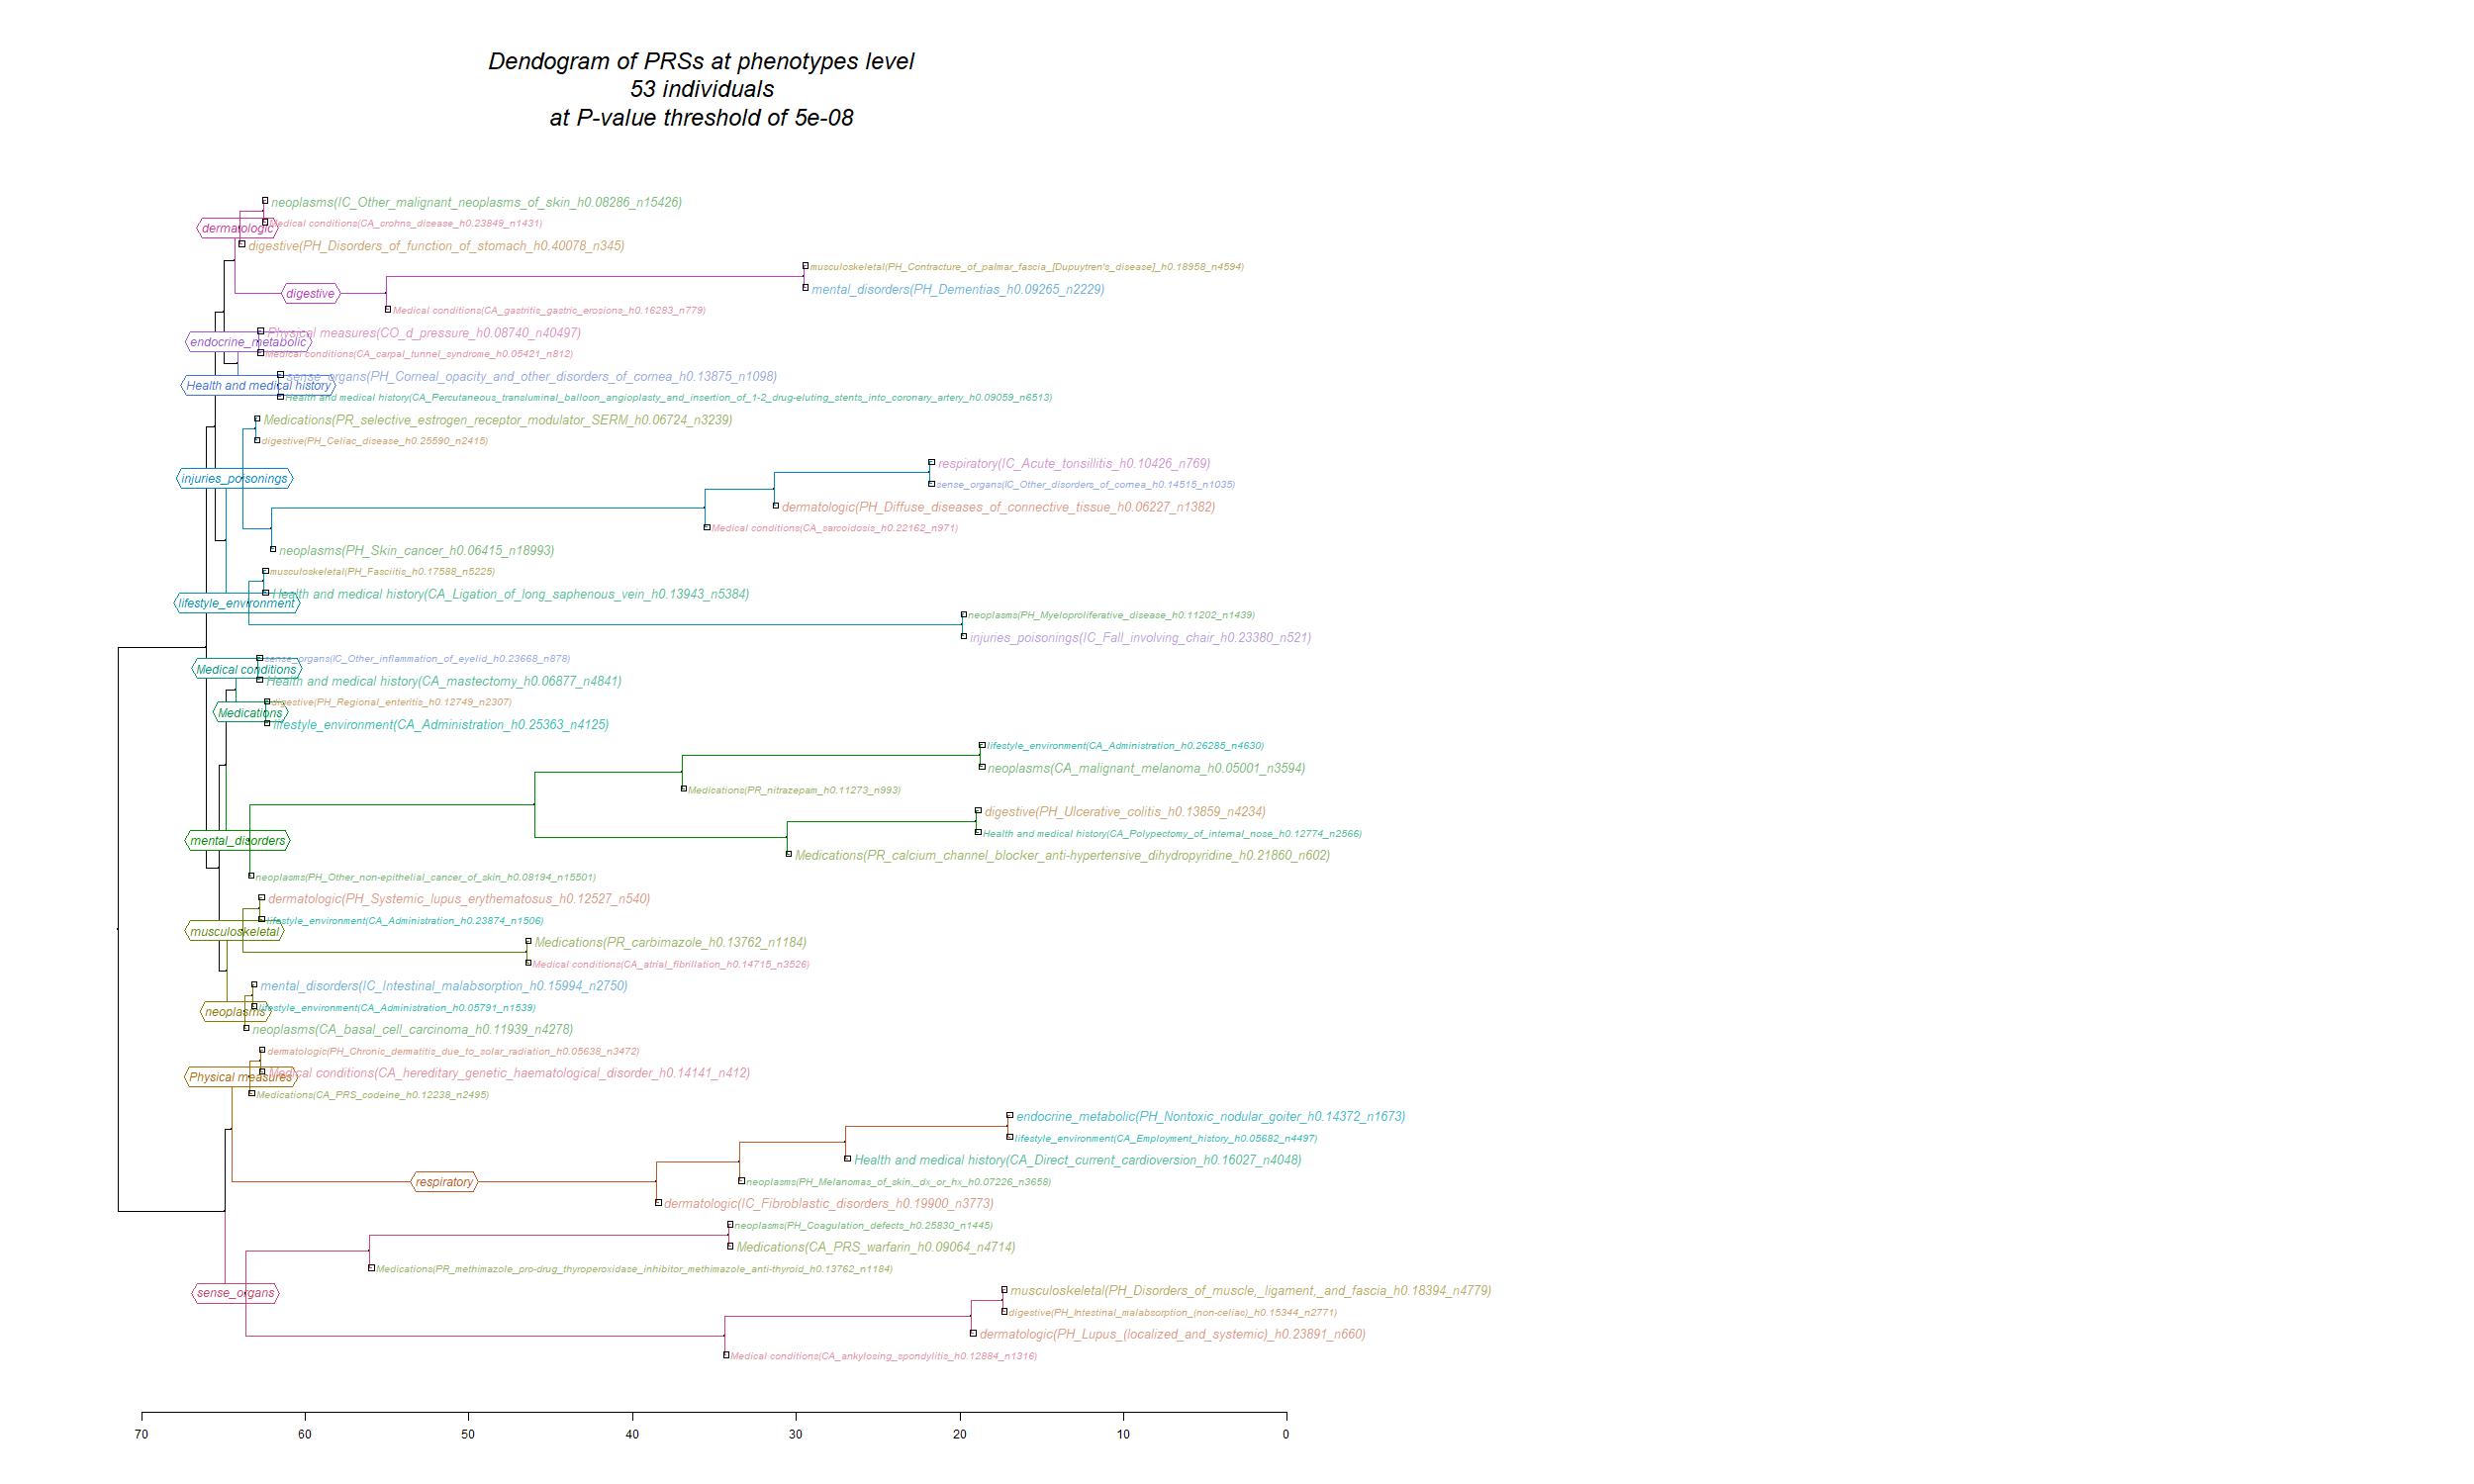 Dendogram of PRSs at phenotypes level
53 individuals
at P-value threshold of 5e-08
neoplasms(IC_Other_malignant_neoplasms_of_skin_h0.08286_n15426)
Medical conditions(CA_crohns_disease_h0.23849_n1431)
dermatologic
digestive(PH_Disorders_of_function_of_stomach_h0.40078_n345)
musculoskeletal(PH_Contracture_of_palmar_fascia_[Dupuytren's_disease]_h0.18958_n4594)
mental_disorders(PH_Dementias_h0.09265_n2229)
digestive
Medical conditions(CA_gastritis_gastric_erosions_h0.16283_n779)
Physical measures(CO_d_pressure_h0.08740_n40497)
endocrine_metabolic
Medical conditions(CA_carpal_tunnel_syndrome_h0.05421_n812)
sense_organs(PH_Corneal_opacity_and_other_disorders_of_cornea_h0.13875_n1098)
Health and medical history
Health and medical history(CA_Percutaneous_transluminal_balloon_angioplasty_and_insertion_of_1-2_drug-eluting_stents_into_coronary_artery_h0.09059_n6513)
Medications(PR_selective_estrogen_receptor_modulator_SERM_h0.06724_n3239)
digestive(PH_Celiac_disease_h0.25590_n2415)
respiratory(IC_Acute_tonsillitis_h0.10426_n769)
injuries_poisonings
sense_organs(IC_Other_disorders_of_cornea_h0.14515_n1035)
dermatologic(PH_Diffuse_diseases_of_connective_tissue_h0.06227_n1382)
Medical conditions(CA_sarcoidosis_h0.22162_n971)
neoplasms(PH_Skin_cancer_h0.06415_n18993)
musculoskeletal(PH_Fasciitis_h0.17588_n5225)
Health and medical history(CA_Ligation_of_long_saphenous_vein_h0.13943_n5384)
lifestyle_environment
neoplasms(PH_Myeloproliferative_disease_h0.11202_n1439)
injuries_poisonings(IC_Fall_involving_chair_h0.23380_n521)
sense_organs(IC_Other_inflammation_of_eyelid_h0.23668_n878)
Medical conditions
Health and medical history(CA_mastectomy_h0.06877_n4841)
digestive(PH_Regional_enteritis_h0.12749_n2307)
Medications
lifestyle_environment(CA_Administration_h0.25363_n4125)
lifestyle_environment(CA_Administration_h0.26285_n4630)
neoplasms(CA_malignant_melanoma_h0.05001_n3594)
Medications(PR_nitrazepam_h0.11273_n993)
digestive(PH_Ulcerative_colitis_h0.13859_n4234)
Health and medical history(CA_Polypectomy_of_internal_nose_h0.12774_n2566)
mental_disorders
Medications(PR_calcium_channel_blocker_anti-hypertensive_dihydropyridine_h0.21860_n602)
neoplasms(PH_Other_non-epithelial_cancer_of_skin_h0.08194_n15501)
dermatologic(PH_Systemic_lupus_erythematosus_h0.12527_n540)
lifestyle_environment(CA_Administration_h0.23874_n1506)
musculoskeletal
Medications(PR_carbimazole_h0.13762_n1184)
Medical conditions(CA_atrial_fibrillation_h0.14715_n3526)
mental_disorders(IC_Intestinal_malabsorption_h0.15994_n2750)
lifestyle_environment(CA_Administration_h0.05791_n1539)
neoplasms
neoplasms(CA_basal_cell_carcinoma_h0.11939_n4278)
dermatologic(PH_Chronic_dermatitis_due_to_solar_radiation_h0.05638_n3472)
Medical conditions(CA_hereditary_genetic_haematological_disorder_h0.14141_n412)
Physical measures
Medications(CA_PRS_codeine_h0.12238_n2495)
endocrine_metabolic(PH_Nontoxic_nodular_goiter_h0.14372_n1673)
lifestyle_environment(CA_Employment_history_h0.05682_n4497)
Health and medical history(CA_Direct_current_cardioversion_h0.16027_n4048)
respiratory
neoplasms(PH_Melanomas_of_skin,_dx_or_hx_h0.07226_n3658)
dermatologic(IC_Fibroblastic_disorders_h0.19900_n3773)
neoplasms(PH_Coagulation_defects_h0.25830_n1445)
Medications(CA_PRS_warfarin_h0.09064_n4714)
Medications(PR_methimazole_pro-drug_thyroperoxidase_inhibitor_methimazole_anti-thyroid_h0.13762_n1184)
musculoskeletal(PH_Disorders_of_muscle,_ligament,_and_fascia_h0.18394_n4779)
sense_organs
digestive(PH_Intestinal_malabsorption_(non-celiac)_h0.15344_n2771)
dermatologic(PH_Lupus_(localized_and_systemic)_h0.23891_n660)
Medical conditions(CA_ankylosing_spondylitis_h0.12884_n1316)
70 60 50 40 30 20 10 0